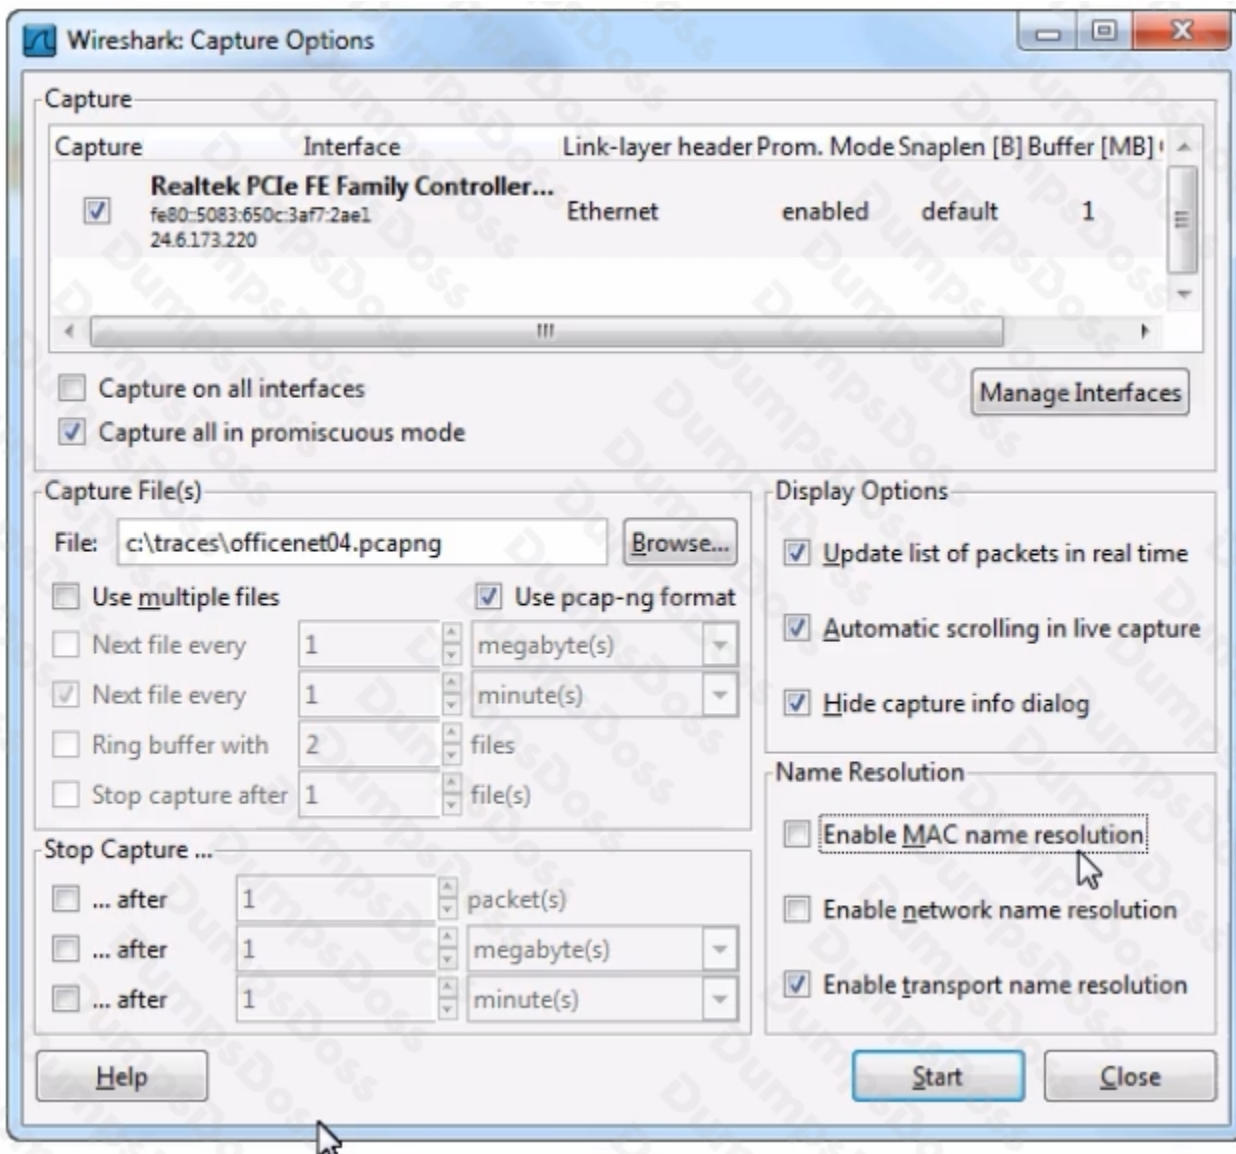 Wireshark: Capture Options
Capture
Capture Interface Link-layer header Prom. Mode Snaplen [B] Buffer [MB]
Realtek PCIe FE Family Controller...
fe80::5083:650c:3af7:2ae1
24.6.173.220
Ethernet enabled default 1
Capture on all interfaces
Manage Interfaces
Capture all in promiscuous mode
Capture File(s)
File: c:\traces\officenet04.pcapng Browse...
Use multiple files Use pcap-ng format
Next file every 1 megabyte(s)
Next file every 1 minute(s)
Ring buffer with 2 files
Stop capture after 1 file(s)
Stop Capture ...
... after 1 packet(s)
... after 1 megabyte(s)
... after 1 minute(s)
Display Options
Update list of packets in real time
Automatic scrolling in live capture
Hide capture info dialog
Name Resolution
Enable MAC name resolution
Enable network name resolution
Enable transport name resolution
Help Start Close
DumpsDoss